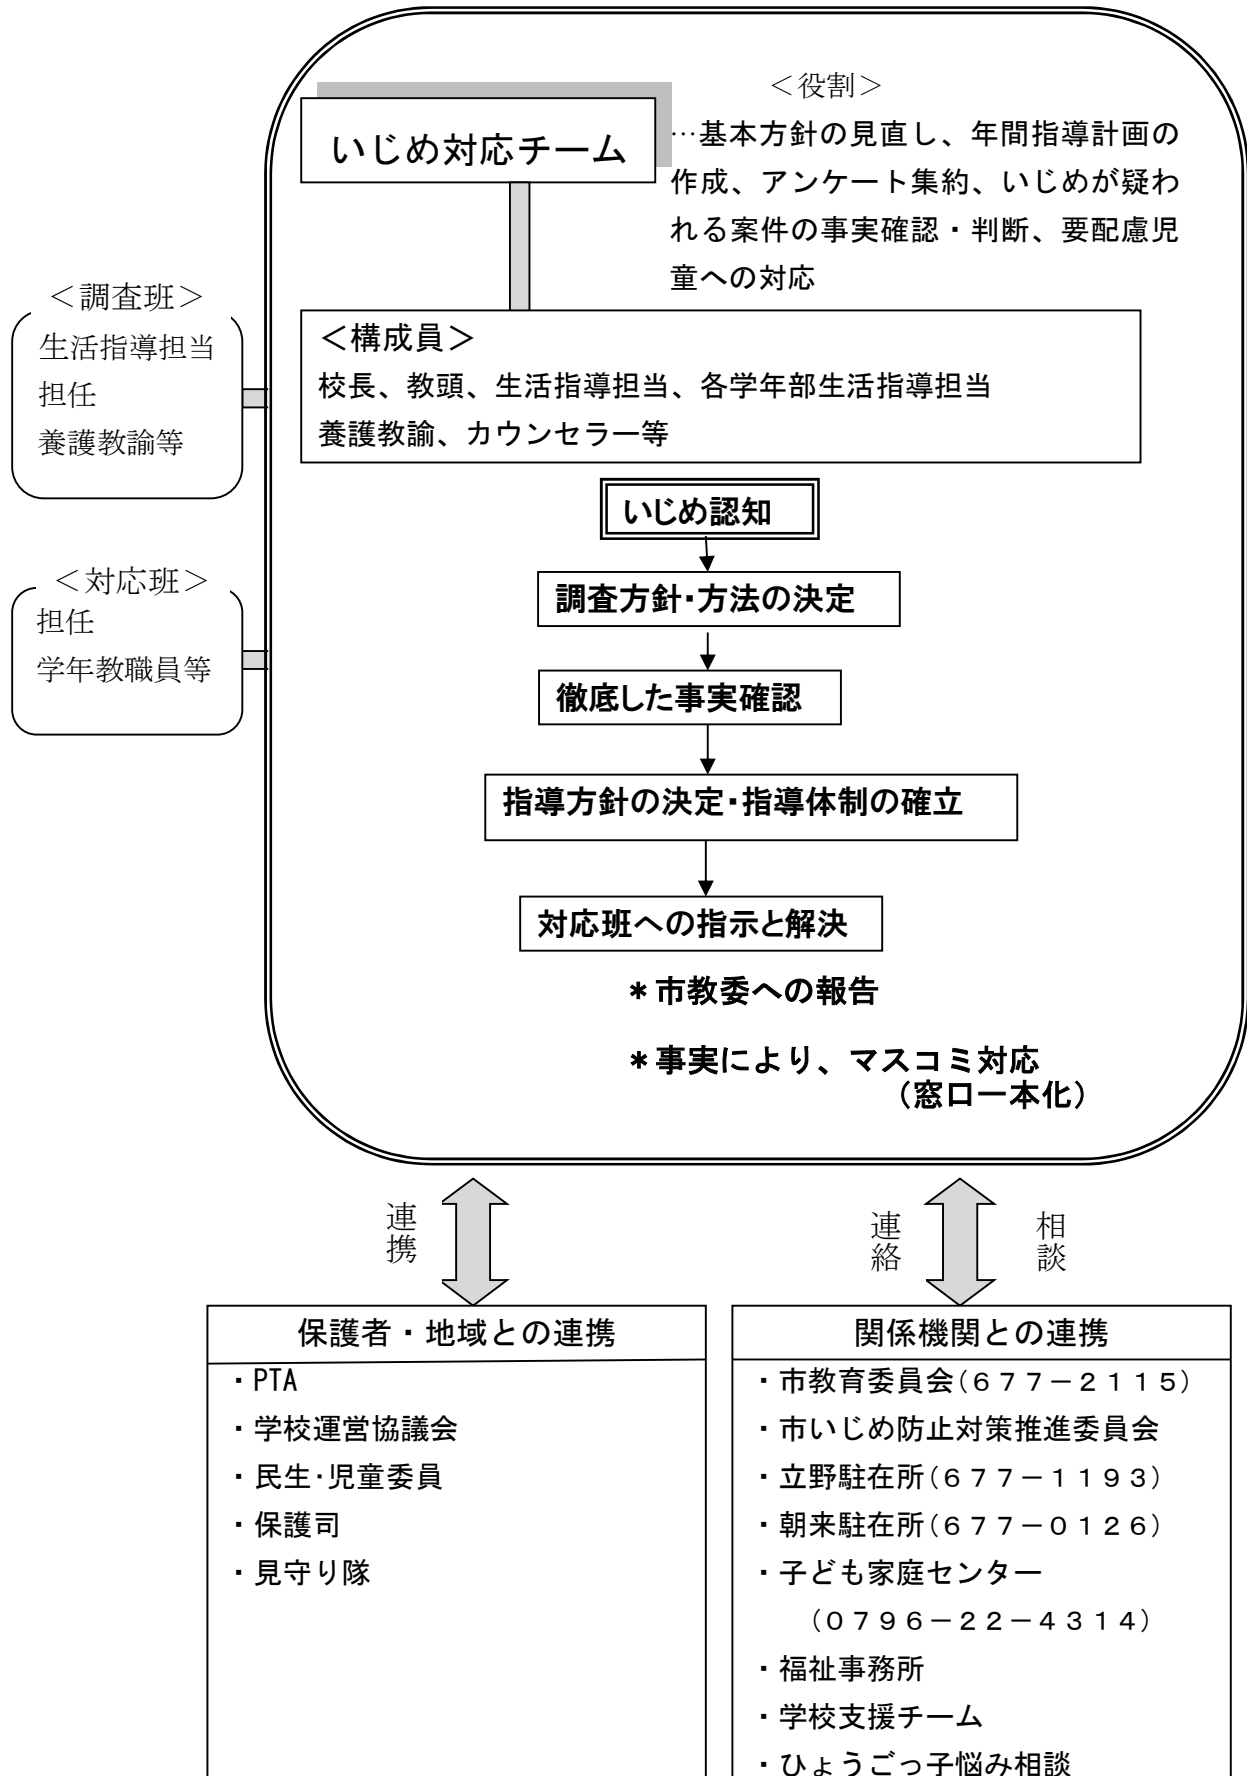 ＜役割＞
いじめ対応チーム
…基本方針の見直し、年間指導計画の
作成、アンケート集約、いじめが疑わ
れる案件の事実確認・判断、要配慮児
童への対応
＜調査班＞
生活指導担当
担任
養護教諭等
＜構成員＞
校長、教頭、生活指導担当、各学年部生活指導担当
養護教諭、カウンセラー等
いじめ認知
＜対応班＞
担任
学年教職員等
調査方針・方法の決定
徹底した事実確認
指導方針の決定・指導体制の確立
対応班への指示と解決
＊市教委への報告
＊事実により、マスコミ対応
（窓口一本化）
連携
連絡
相談
保護者・地域との連携
・PTA
・学校運営協議会
・民生・児童委員
・保護司
・見守り隊
関係機関との連携
・市教育委員会(６７７－２１１５)
・市いじめ防止対策推進委員会
・立野駐在所(６７７－１１９３)
・朝来駐在所(６７７－０１２６)
・子ども家庭センター
(０７９６－２２－４３１４)
・福祉事務所
・学校支援チーム
・ひょうごっ子悩み相談